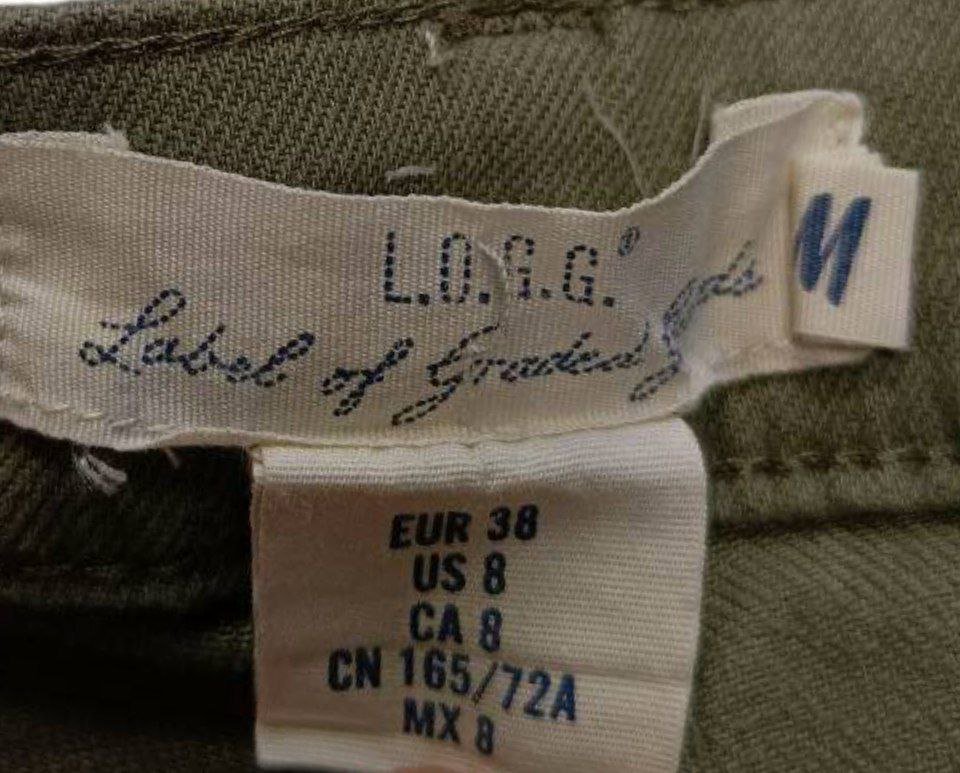 L.O.G.G.®
Label of Graded Goods
M
EUR 38
US 8
CA 8
CN 165/72A
MX 8